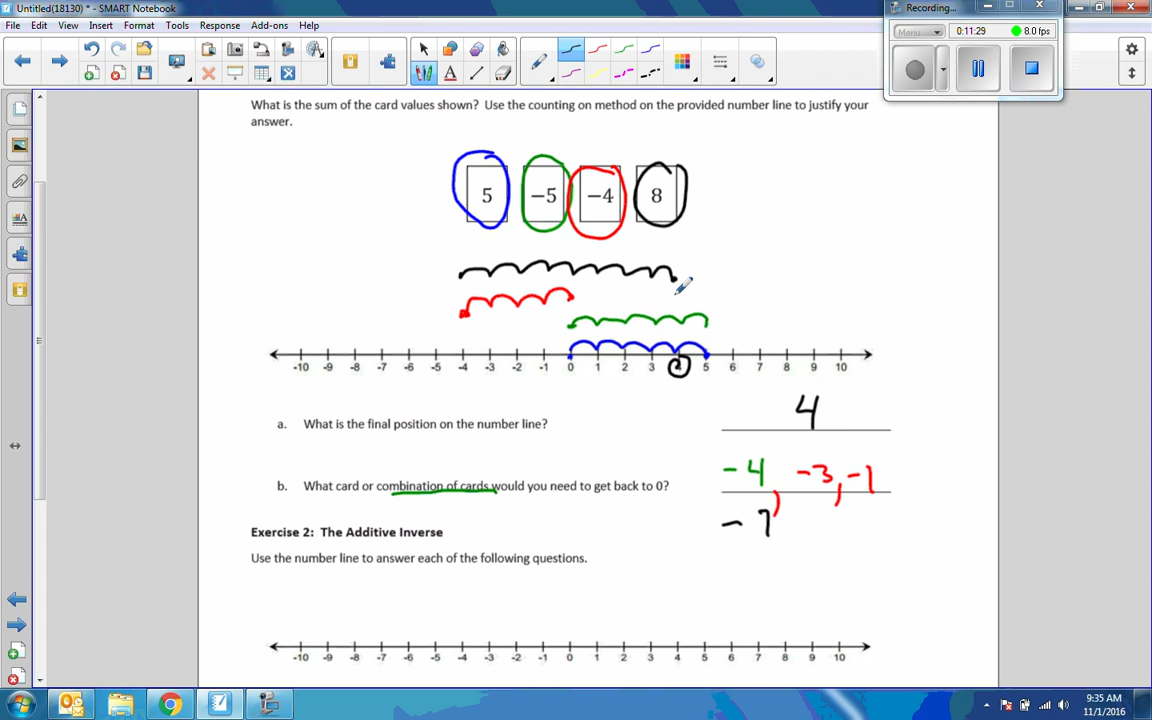 Untitled(18130) * - SMART Notebook
Recording...
File Edit View Insert Format Tools Response Add-ons Help
Menu 0:11:29 8.0 fps
What is the sum of the card values shown? Use the counting on method on the provided number line to justify your
answer.
5 −5 −4 8
-10 -9 -8 -7 -6 -5 -4 -3 -2 -1 0 1 2 3 4 5 6 7 8 9 10
4
a. What is the final position on the number line?
-4, -3, -1
b. What card or combination of cards would you need to get back to 0?
- 7
Exercise 2: The Additive Inverse
Use the number line to answer each of the following questions.
-10 -9 -8 -7 -6 -5 -4 -3 -2 -1 0 1 2 3 4 5 6 7 8 9 10
9:35 AM
11/1/2016